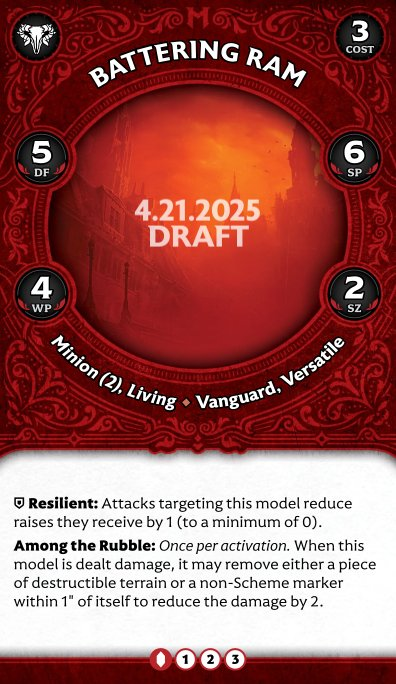 3
COST
BATTERING RAM
5
DF
6
SP
4.21.2025
DRAFT
4
WP
2
SZ
Minion (2), Living ◆ Vanguard, Versatile
Resilient: Attacks targeting this model reduce
raises they receive by 1 (to a minimum of 0).
Among the Rubble: Once per activation. When this
model is dealt damage, it may remove either a piece
of destructible terrain or a non-Scheme marker
within 1" of itself to reduce the damage by 2.
1 2 3